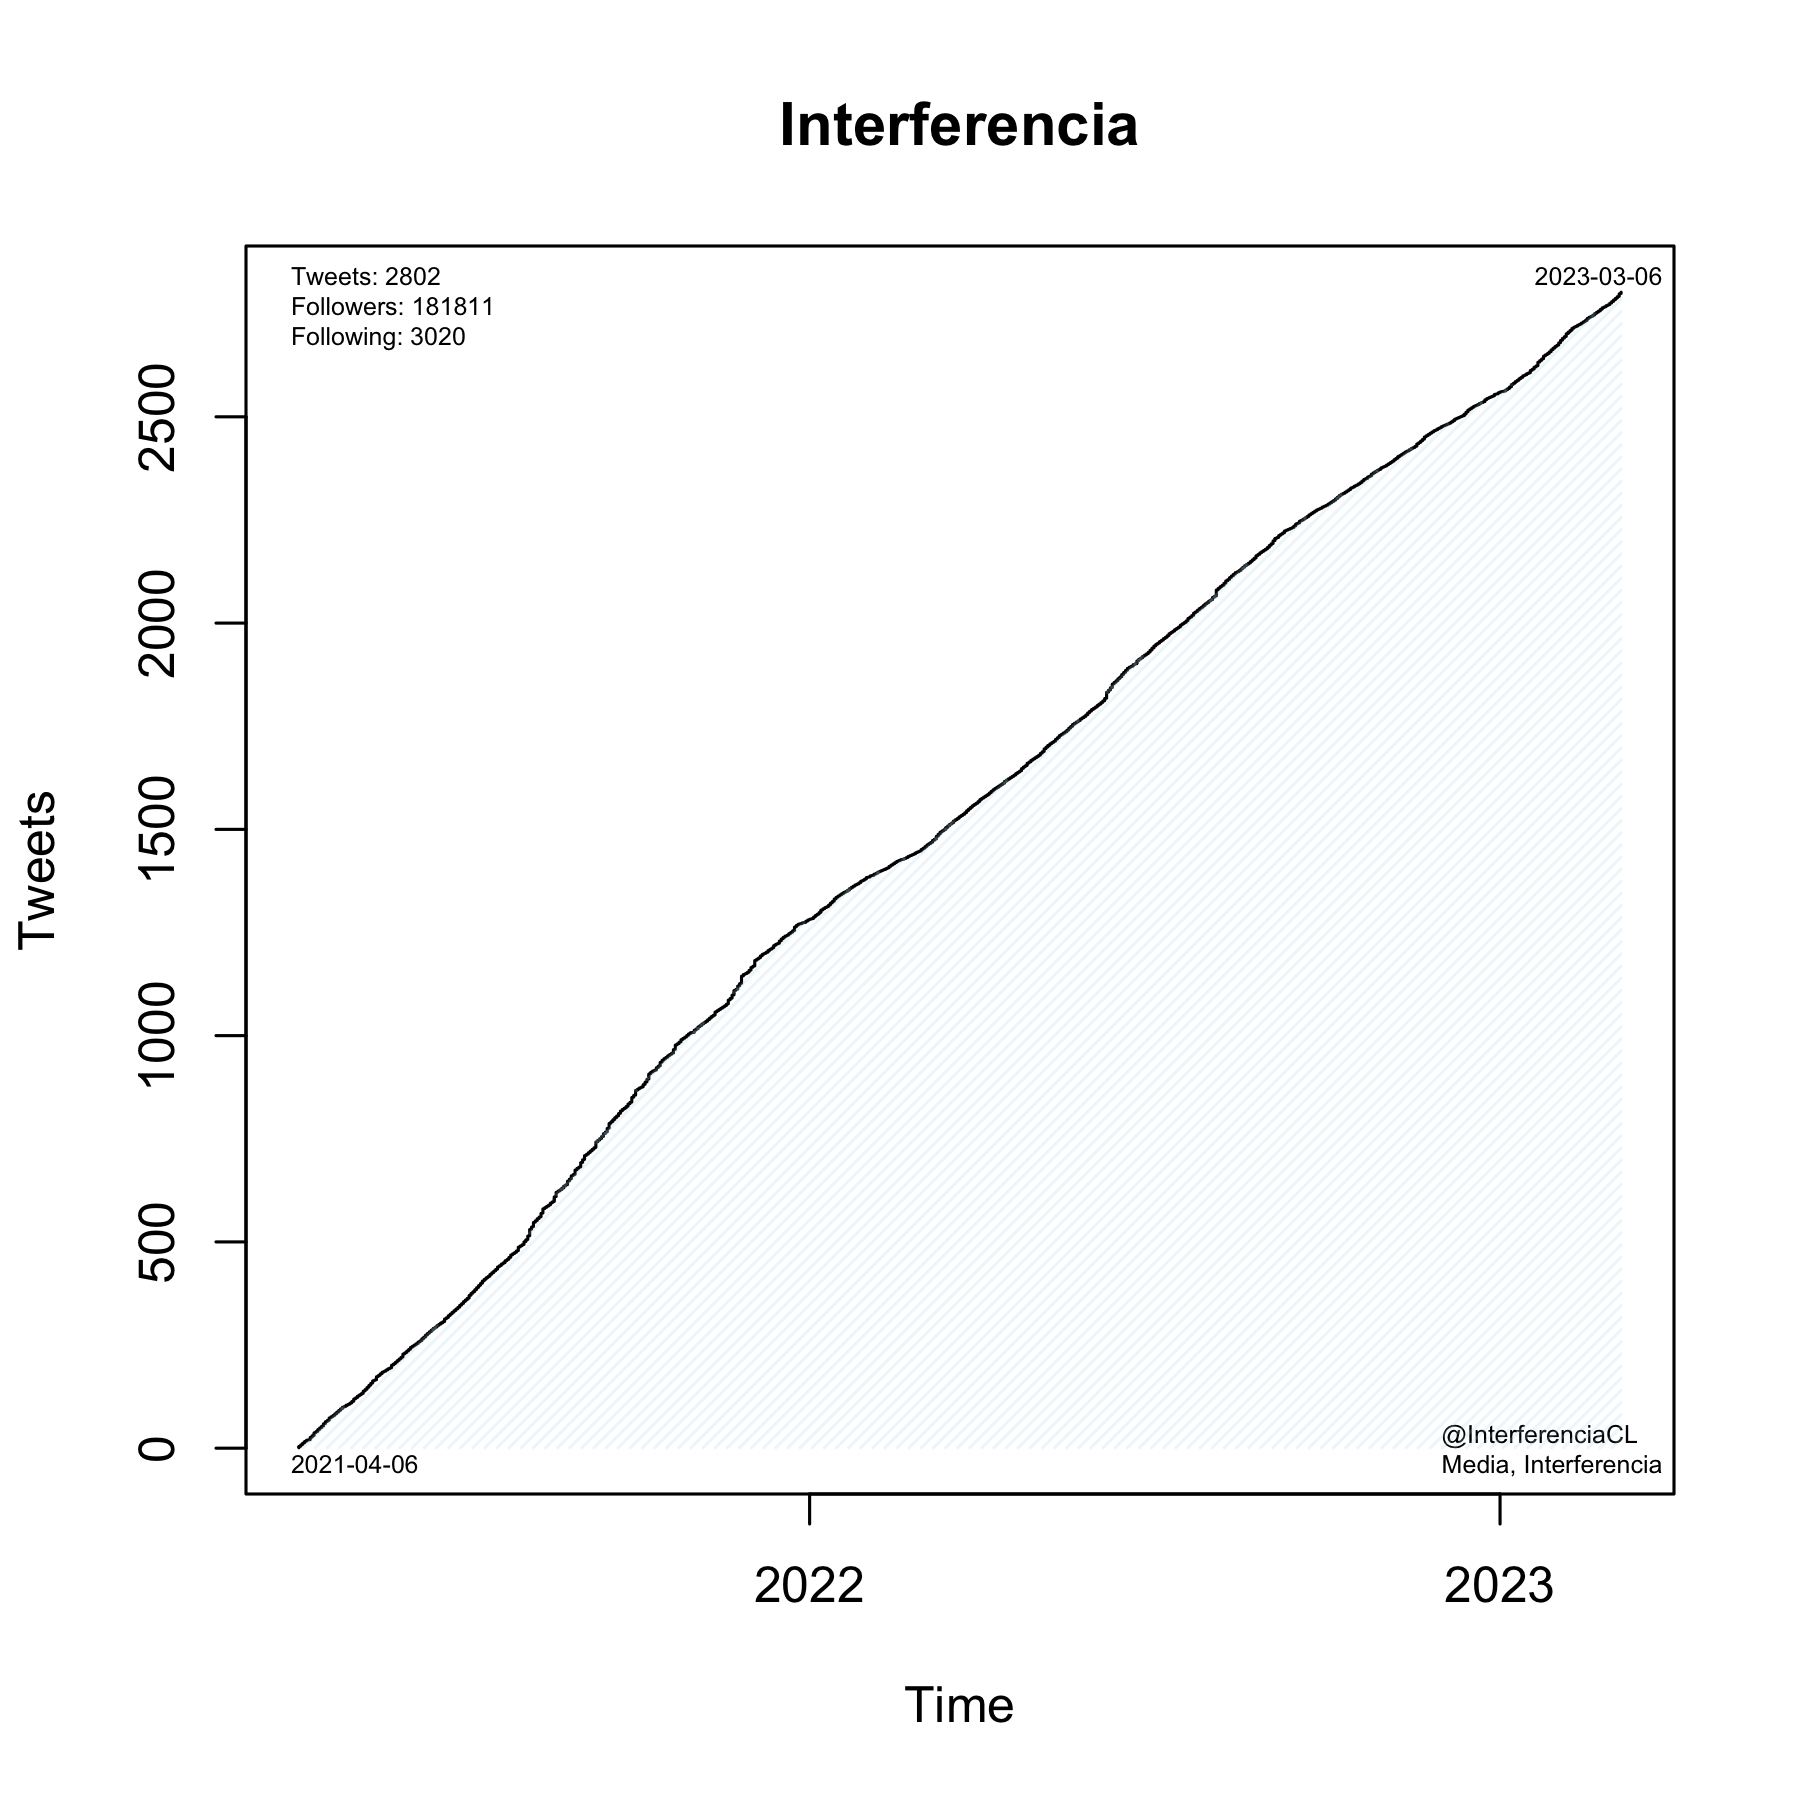 Interferencia
Tweets: 2802
Followers: 181811
Following: 3020
2023-03-06
2500
2000
1500
1000
500
0
Tweets
2021-04-06
@InterferenciaCL
Media, Interferencia
2022
2023
Time